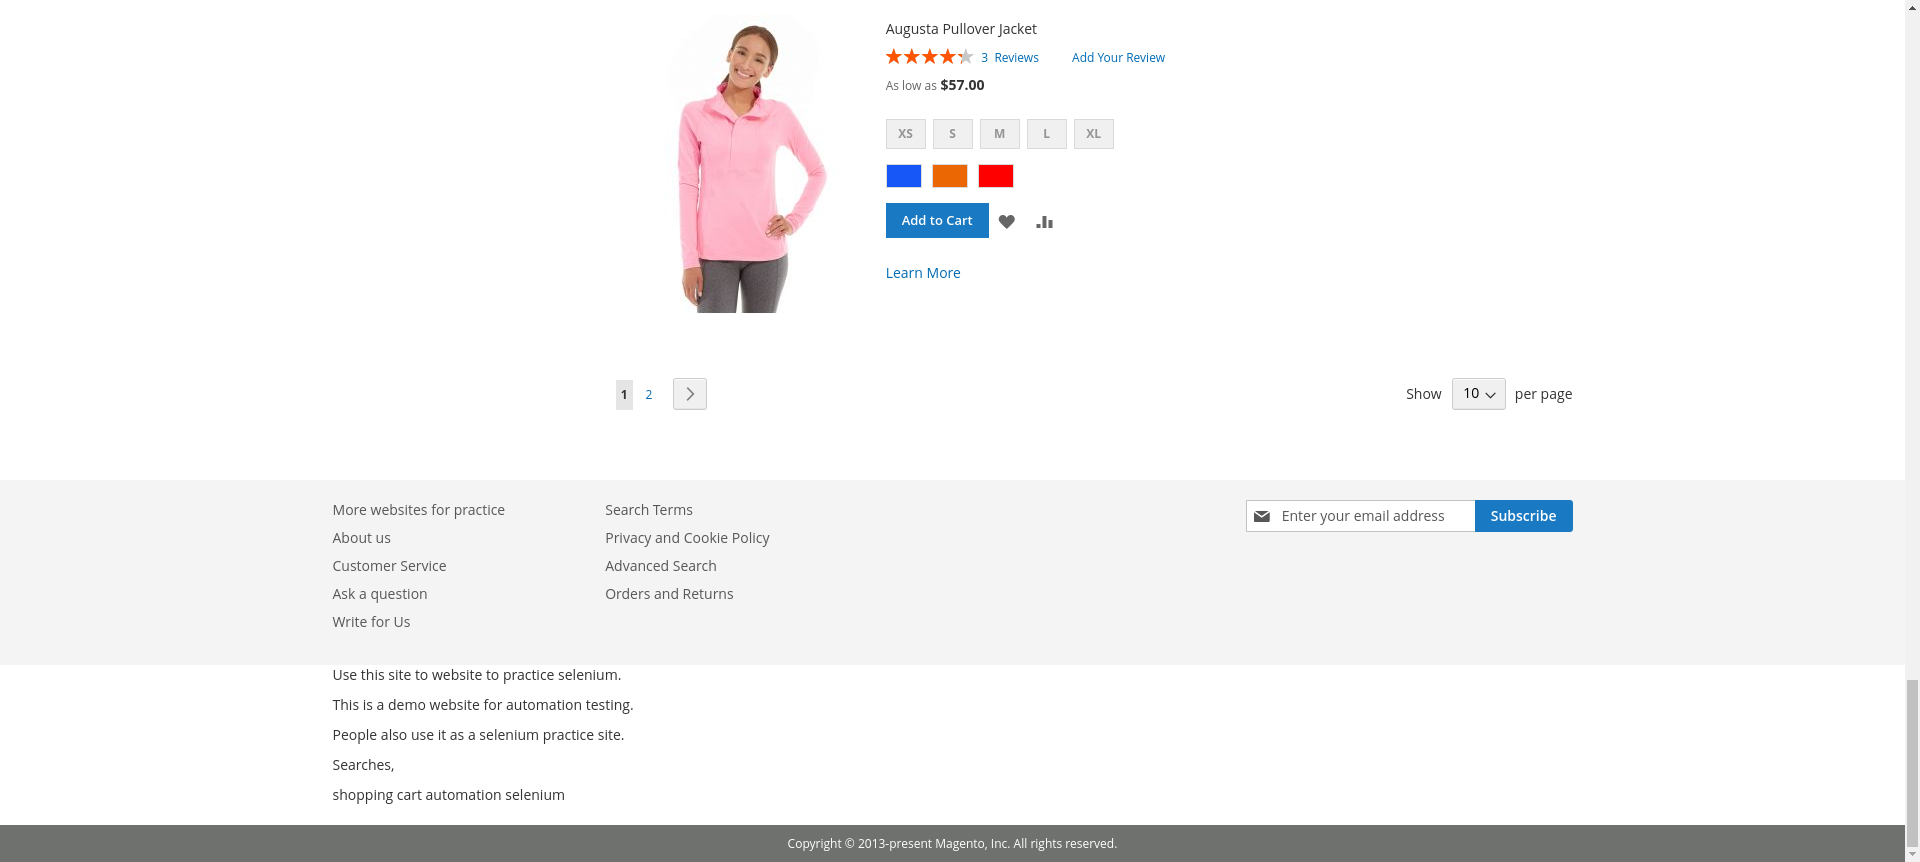 Augusta Pullover Jacket
3 Reviews Add Your Review
As low as $57.00
XS S M L XL
Add to Cart
Learn More
1 2 Show 10 per page
More websites for practice
About us
Customer Service
Ask a question
Write for Us
Search Terms
Privacy and Cookie Policy
Advanced Search
Orders and Returns
Enter your email address Subscribe
Use this site to website to practice selenium.
This is a demo website for automation testing.
People also use it as a selenium practice site.
Searches,
shopping cart automation selenium
Copyright © 2013-present Magento, Inc. All rights reserved.